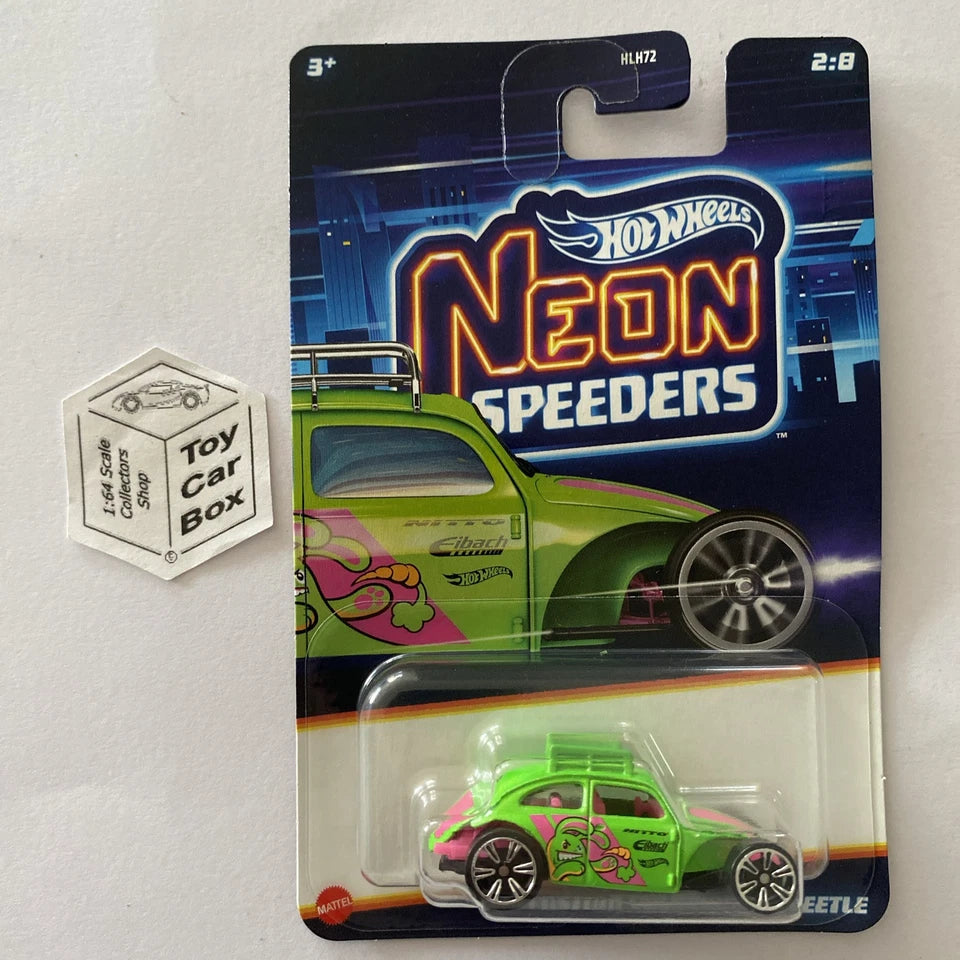 3+
HLH72
2:8
HOT WHEELS
NEON
SPEEDERS
™
1:64 Scale
Collectors
Shop
Toy
Car
Box
NITTO
Eibach
HOT WHEELS
NITTO
Eibach
MATTEL
EETLE